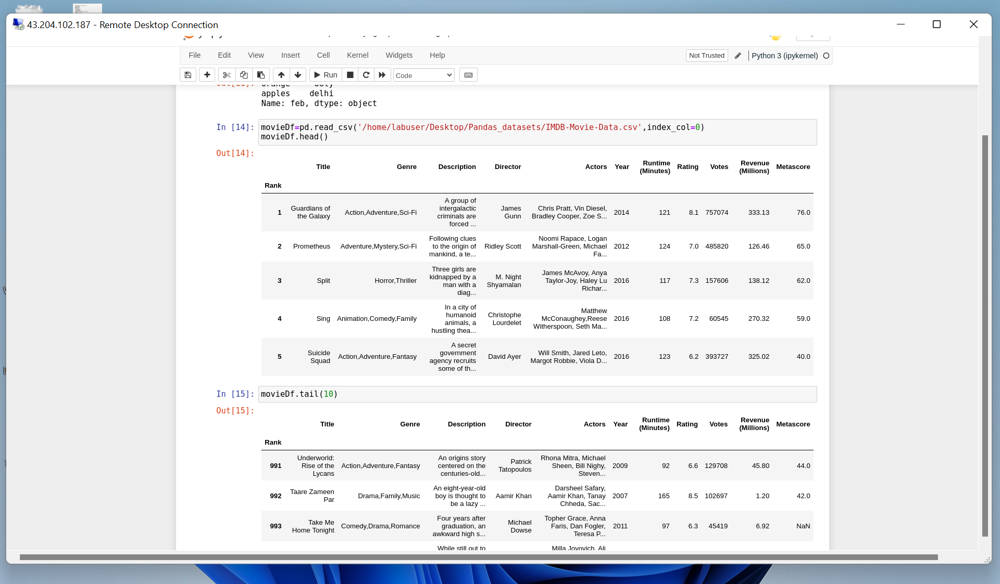 43.204.102.187 - Remote Desktop Connection
File Edit View Insert Cell Kernel Widgets Help
Not Trusted Python 3 (ipykernel)
Run Code
apples    delhi
Name: feb, dtype: object
In [14]: movieDf=pd.read_csv('/home/labuser/Desktop/Pandas_datasets/IMDB-Movie-Data.csv',index_col=0)
movieDf.head()
Out[14]:
Title Genre Description Director Actors Year Runtime (Minutes) Rating Votes Revenue (Millions) Metascore
Rank
1 Guardians of the Galaxy Action,Adventure,Sci-Fi A group of intergalactic criminals are forced ... James Gunn Chris Pratt, Vin Diesel, Bradley Cooper, Zoe S... 2014 121 8.1 757074 333.13 76.0
2 Prometheus Adventure,Mystery,Sci-Fi Following clues to the origin of mankind, a te... Ridley Scott Noomi Rapace, Logan Marshall-Green, Michael Fa... 2012 124 7.0 485820 126.46 65.0
3 Split Horror,Thriller Three girls are kidnapped by a man with a diag... M. Night Shyamalan James McAvoy, Anya Taylor-Joy, Haley Lu Richar... 2016 117 7.3 157606 138.12 62.0
4 Sing Animation,Comedy,Family In a city of humanoid animals, a hustling thea... Christophe Lourdelet Matthew McConaughey,Reese Witherspoon, Seth Ma... 2016 108 7.2 60545 270.32 59.0
5 Suicide Squad Action,Adventure,Fantasy A secret government agency recruits some of th... David Ayer Will Smith, Jared Leto, Margot Robbie, Viola D... 2016 123 6.2 393727 325.02 40.0
In [15]: movieDf.tail(10)
Out[15]:
Title Genre Description Director Actors Year Runtime (Minutes) Rating Votes Revenue (Millions) Metascore
Rank
991 Underworld: Rise of the Lycans Action,Adventure,Fantasy An origins story centered on the centuries-old... Patrick Tatopoulos Rhona Mitra, Michael Sheen, Bill Nighy, Steven... 2009 92 6.6 129708 45.80 44.0
992 Taare Zameen Par Drama,Family,Music An eight-year-old boy is thought to be a lazy ... Aamir Khan Darsheel Safary, Aamir Khan, Tanay Chheda, Sac... 2007 165 8.5 102697 1.20 42.0
993 Take Me Home Tonight Comedy,Drama,Romance Four years after graduation, an awkward high s... Michael Dowse Topher Grace, Anna Faris, Dan Fogler, Teresa P... 2011 97 6.3 45419 6.92 NaN
While still out to Milla Jovovich, Ali